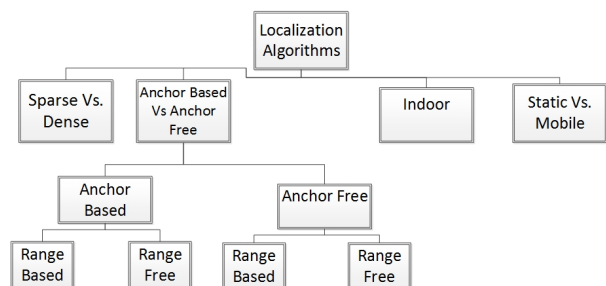 Localization
Algorithms
Sparse Vs.
Dense
Anchor Based
Vs Anchor
Free
Indoor
Static Vs.
Mobile
Anchor
Based
Anchor Free
Range
Based
Range
Free
Range
Based
Range
Free